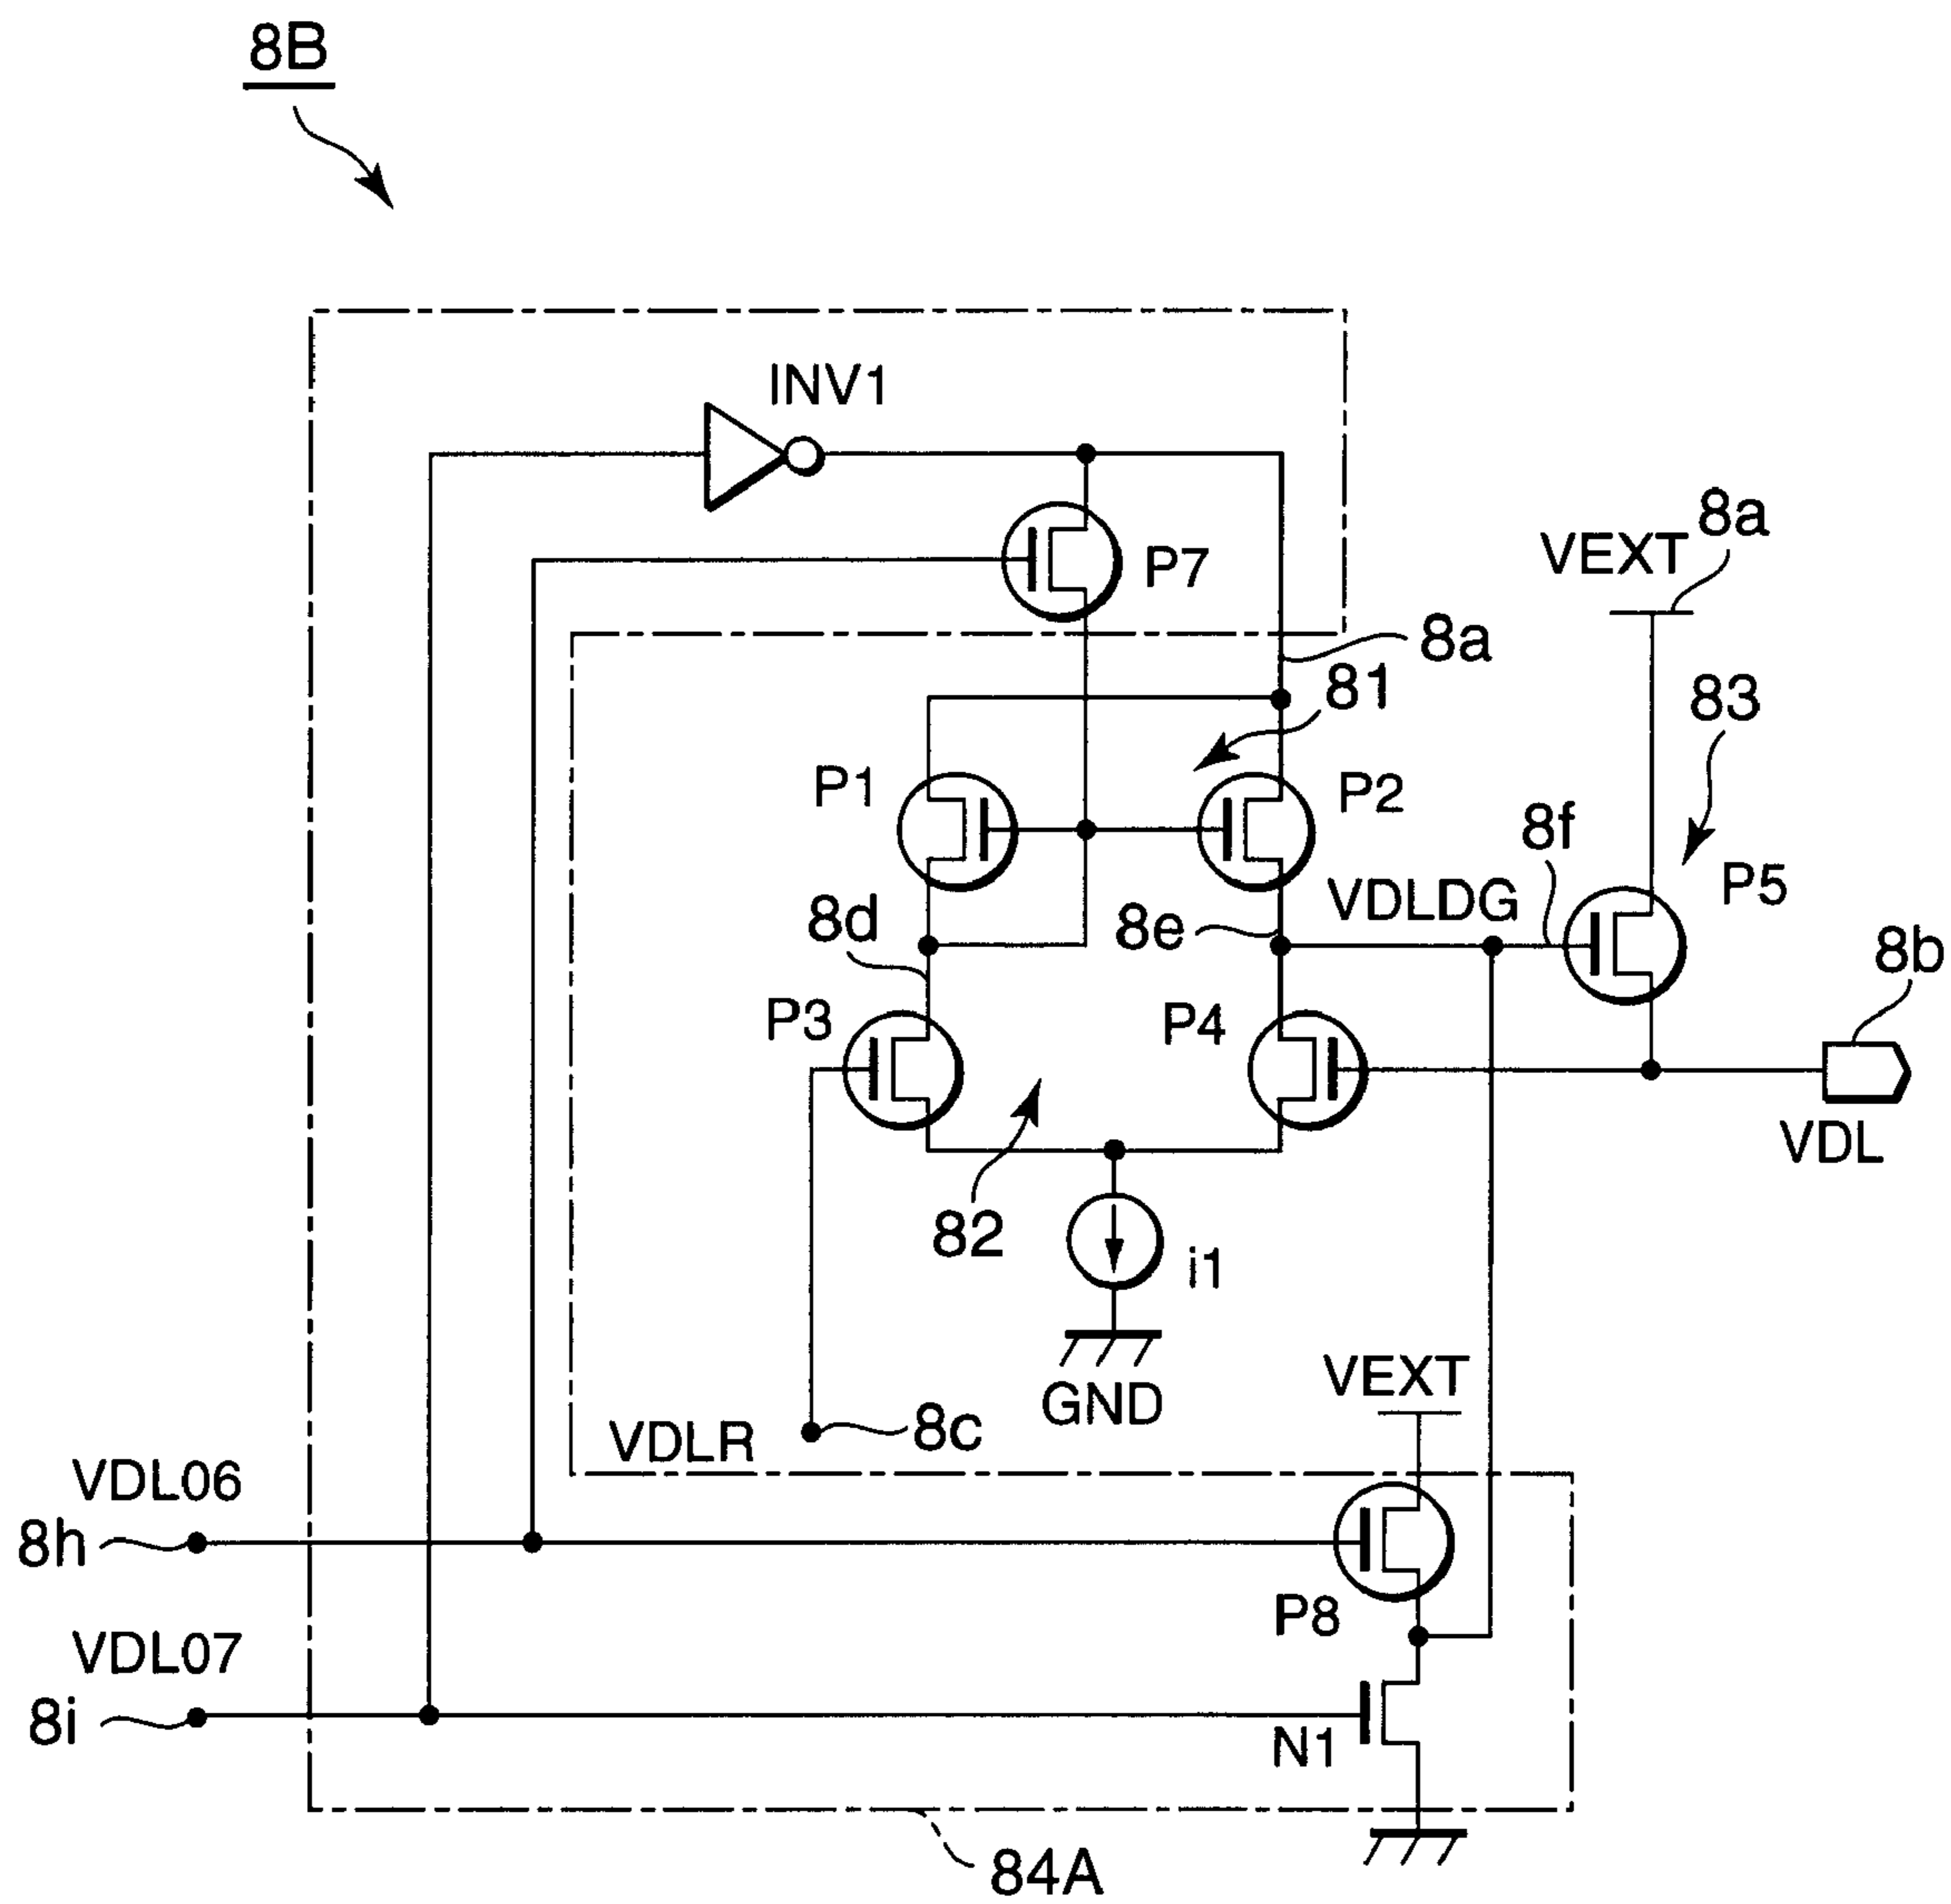 8B
INV1
P7
VEXT
8a
8a
81
83
P1
P2
8f
P5
8d
8e
VDLDG
8b
P3
P4
VDL
82
i1
GND
VEXT
VDLR
8c
VDL06
8h
P8
VDL07
8i
N1
84A